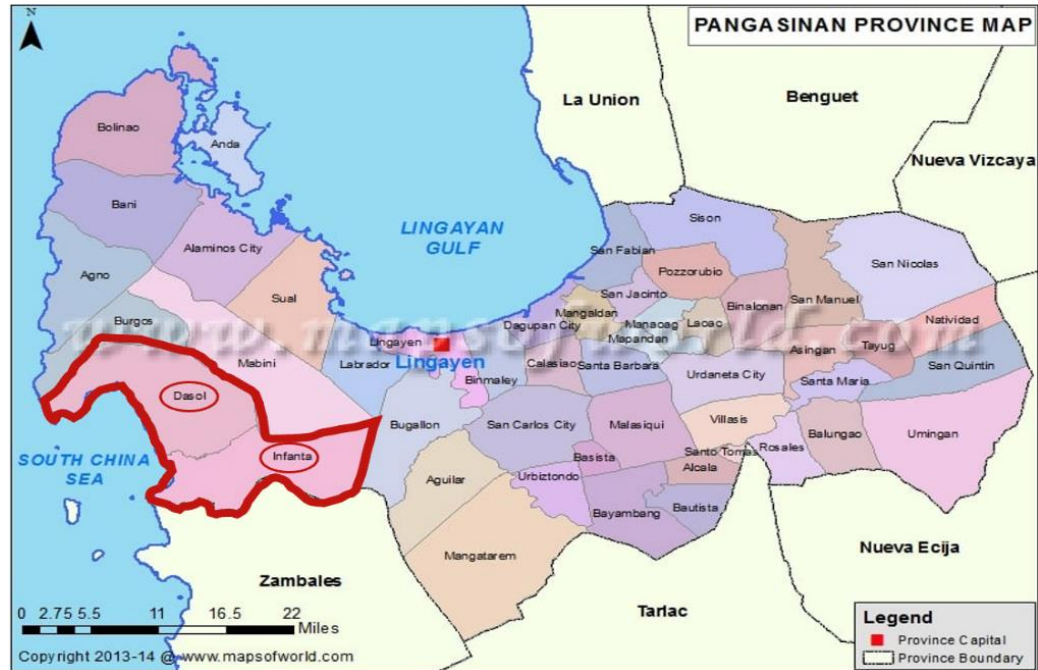 PANGASINAN PROVINCE MAP
N
La Union
Benguet
Nueva Vizcaya
Bolinao
Anda
Bani
Alaminos City
LINGAYAN
GULF
Sison
San Fabian
Pozzorubio
San Nicolas
Agno
Sual
San Jacinto
Mangaldan
Binalonan
San Manuel
Burgos
Dagupan City
Manaoag
Laoac
Natividad
www.mapsofworld.com
Mapandan
Asingan
Tayug
Mabini
Lingayen
Lingayen
Labrador
Binmaley
Calasiao
Santa Barbara
Urdaneta City
San Quintin
Santa Maria
Dasol
Bugallon
San Carlos City
Malasiqui
Villasis
Balungao
Umingan
SOUTH CHINA
SEA
Infanta
Basista
Santo Tomas
Rosales
Aguilar
Urbiztondo
Alcala
Bayambang
Bautista
Mangatarem
Nueva Ecija
Zambales
Tarlac
0 2.75 5.5 11 16.5 22
Miles
Legend
Province Capital
Province Boundary
Copyright 2013-14 @ www.mapsofworld.com